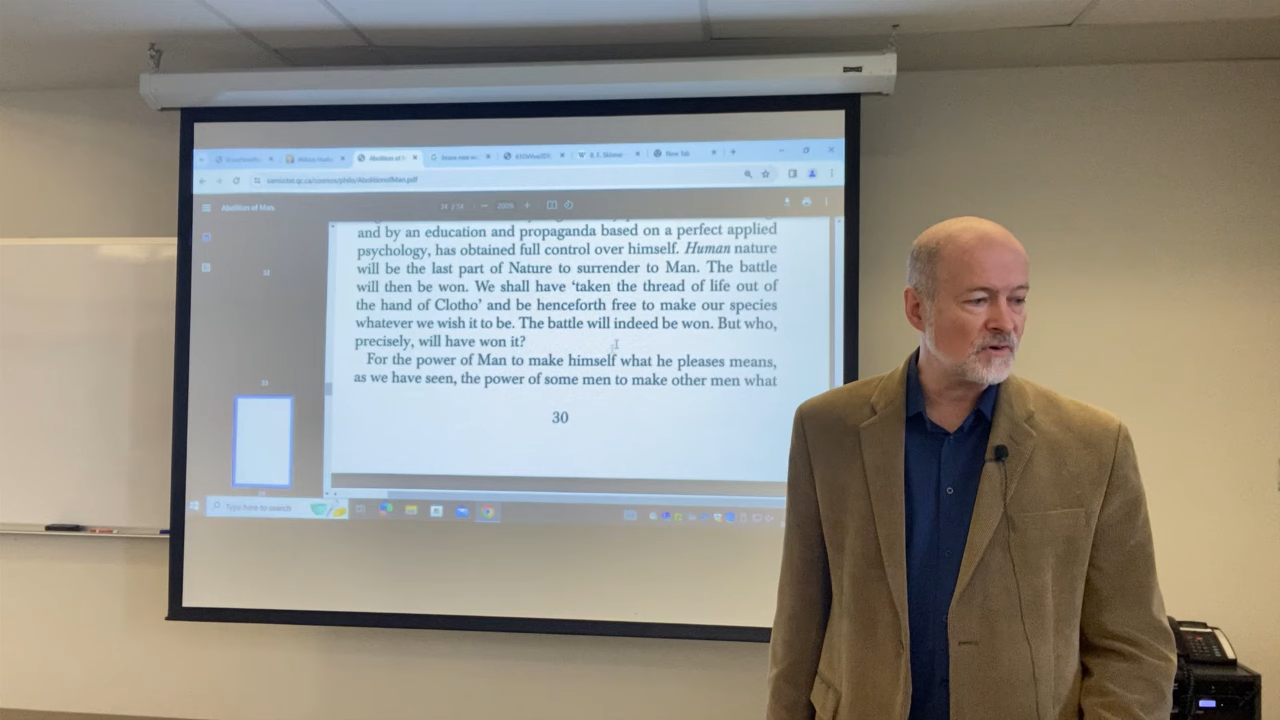 Abolition of
B. F. Skinner
New Tab
Abolition of Man.
and by an education and propaganda based on a perfect applied
psychology, has obtained full control over himself. Human nature
will be the last part of Nature to surrender to Man. The battle
will then be won. We shall have ‘taken the thread of life out of
the hand of Clotho’ and be henceforth free to make our species
whatever we wish it to be. The battle will indeed be won. But who,
precisely, will have won it?
For the power of Man to make himself what he pleases means,
as we have seen, the power of some men to make other men what
30
Type here to search